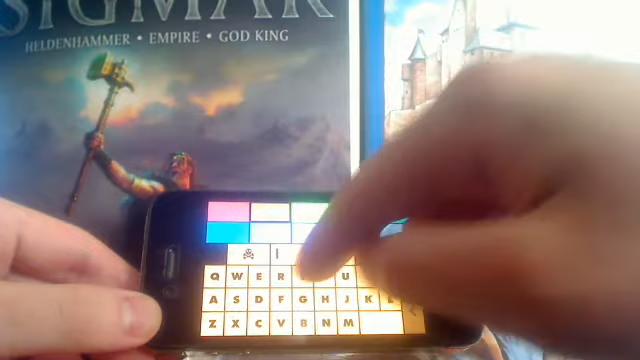 SIGMAR
HELDENHAMMER • EMPIRE • GOD KING
Q W E R U
A S D F G H J K L
Z X C V B N M